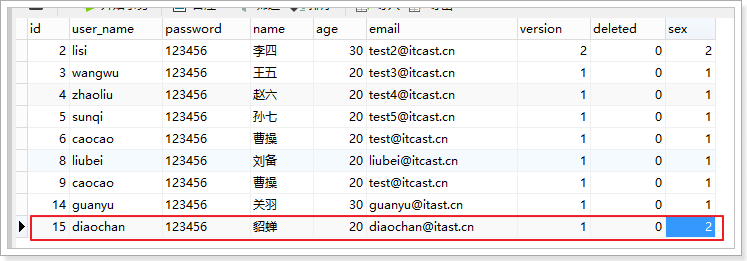 id user_name password name age email version deleted sex
2 lisi 123456 李四 30 test2@itcast.cn 2 0 2
3 wangwu 123456 王五 20 test3@itcast.cn 1 0 1
4 zhaoliu 123456 赵六 20 test4@itcast.cn 1 0 1
5 sunqi 123456 孙七 20 test5@itcast.cn 1 0 1
6 caocao 123456 曹操 20 test@itcast.cn 1 0 1
8 liubei 123456 刘备 20 liubei@itcast.cn 1 0 1
9 caocao 123456 曹操 20 test@itcast.cn 1 0 1
14 guanyu 123456 关羽 30 guanyu@itast.cn 1 0 1
15 diaochan 123456 貂蝉 20 diaochan@itast.cn 1 0 2